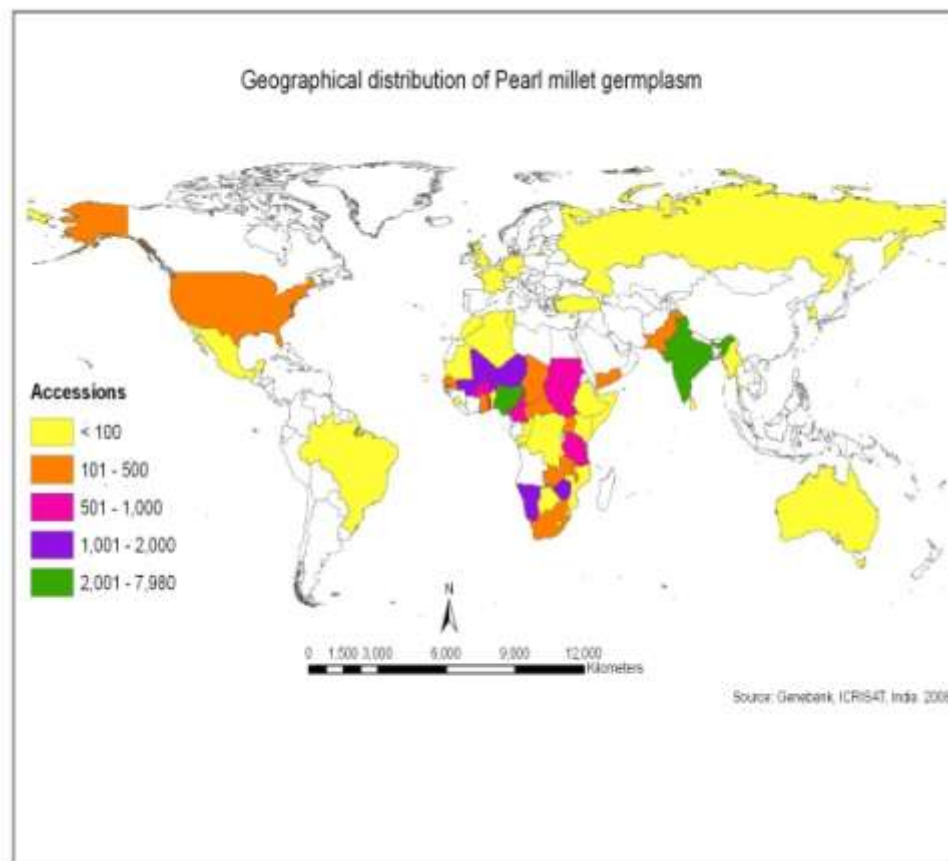 Geographical distribution of Pearl millet germplasm
Accessions
< 100
101 - 500
501 - 1,000
1,001 - 2,000
2,001 - 7,980
N
0 1,500 3,000 6,000 9,000 12,000
Kilometers
Source: Genebank, ICRISAT, India.